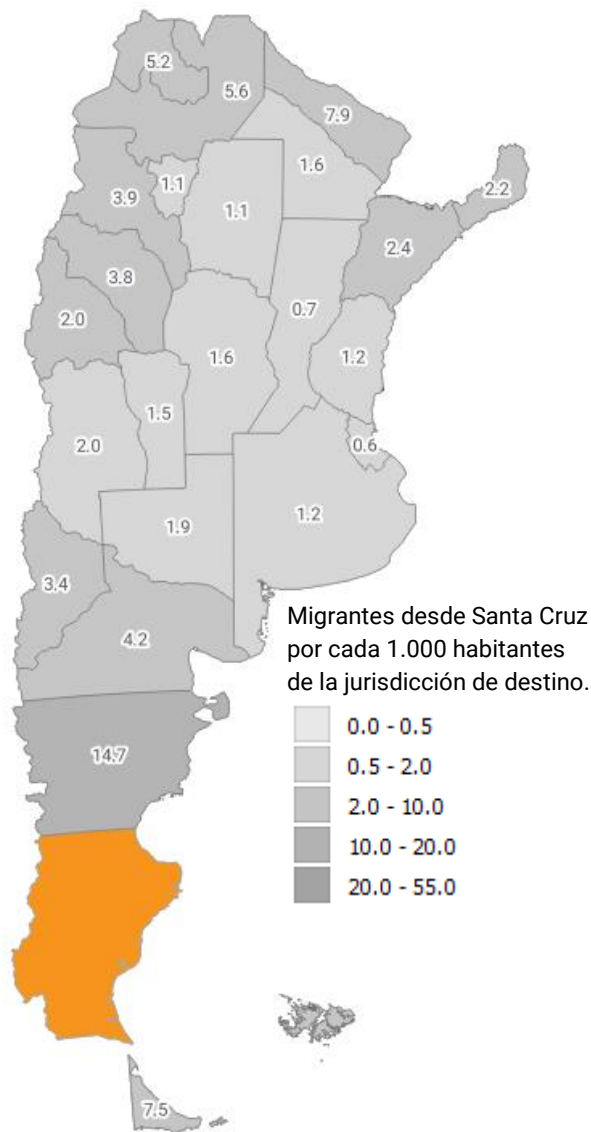 5.2
5.6
7.9
1.6
2.2
1.1
3.9
1.1
2.4
3.8
0.7
2.0
1.6
1.2
1.5
2.0
0.6
1.9
1.2
3.4
4.2
Migrantes desde Santa Cruz
por cada 1.000 habitantes
de la jurisdicción de destino.
0.0 - 0.5
0.5 - 2.0
2.0 - 10.0
10.0 - 20.0
20.0 - 55.0
14.7
7.5